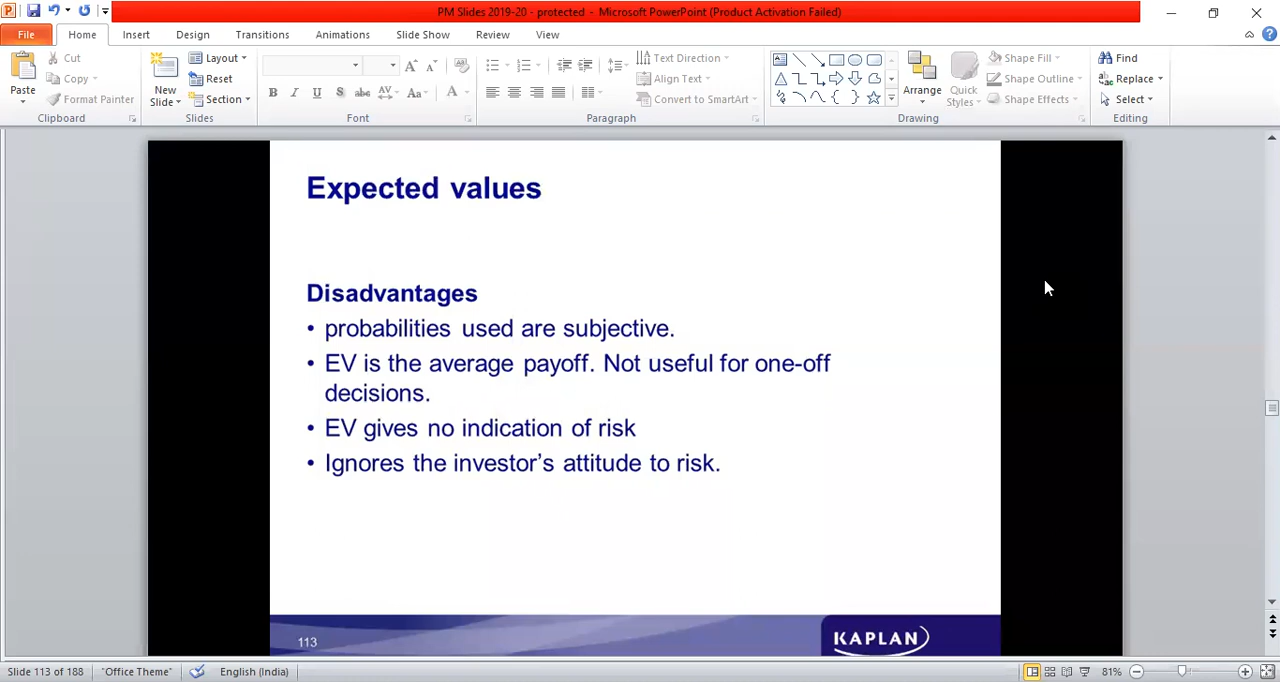 PM Slides 2019-20 - protected - Microsoft PowerPoint (Product Activation Failed)
File Home Insert Design Transitions Animations Slide Show Review View
Paste
Cut
Copy
Format Painter
Clipboard
New
Slide
Layout
Reset
Section
Slides
Font
Text Direction
Align Text
Convert to SmartArt
Paragraph
Arrange
Quick
Styles
Shape Fill
Shape Outline
Shape Effects
Drawing
Find
Replace
Select
Editing
Expected values
Disadvantages
• probabilities used are subjective.
• EV is the average payoff. Not useful for one-off
decisions.
• EV gives no indication of risk
• Ignores the investor's attitude to risk.
113
KAPLAN
Slide 113 of 188 "Office Theme" English (India) 81%